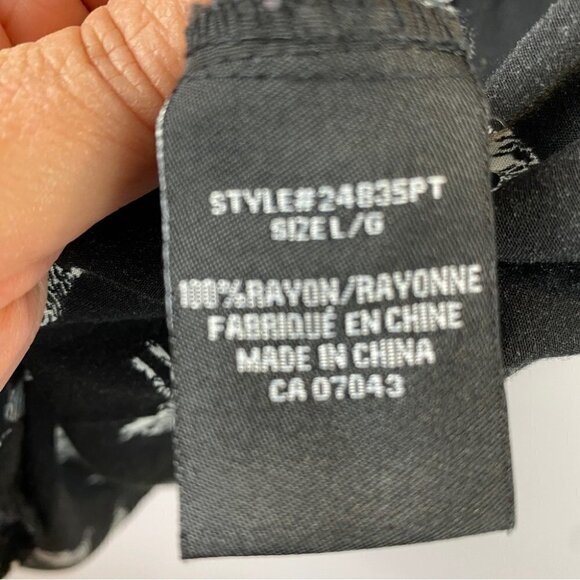 STYLE#24835PT
SIZE L/G
100% RAYON/RAYONNE
FABRIQUÉ EN CHINE
MADE IN CHINA
CA 07043